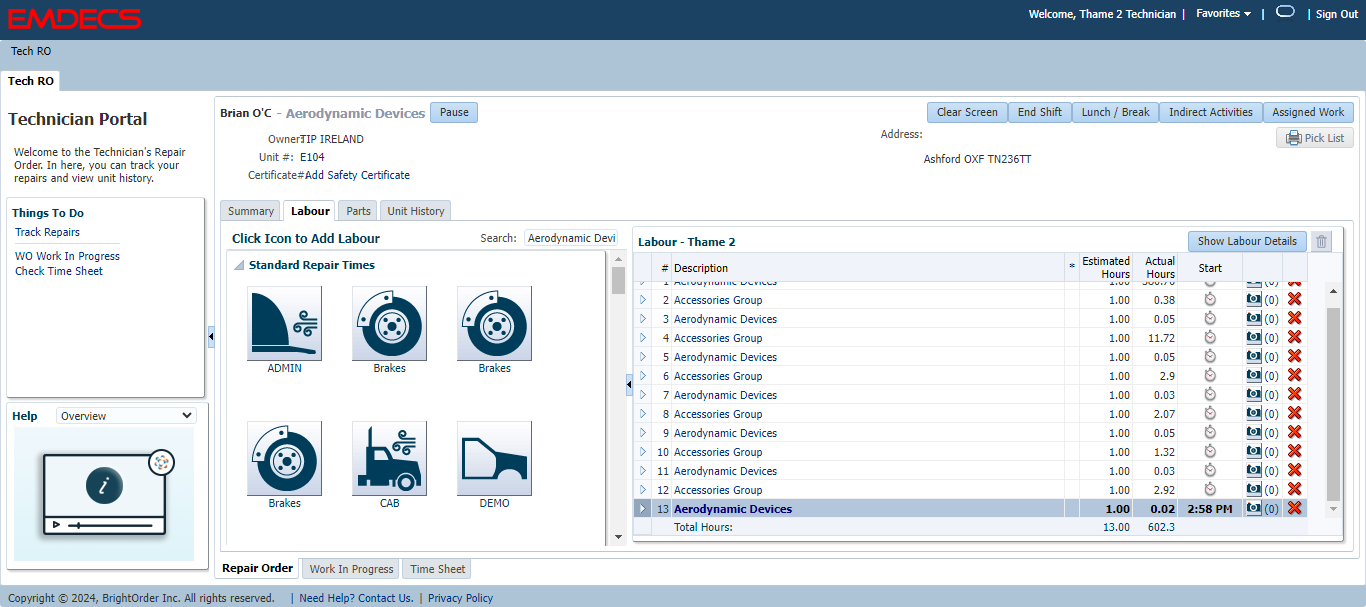 EMDECS
Welcome, Thame 2 Technician | Favorites | | Sign Out
Tech RO
Tech RO
Technician Portal
Welcome to the Technician's Repair
Order. In here, you can track your
repairs and view unit history.
Things To Do
Track Repairs
WO Work In Progress
Check Time Sheet
Help Overview
Brian O'C - Aerodynamic Devices Pause
Clear Screen End Shift Lunch / Break Indirect Activities Assigned Work
Pick List
Owner: TIP IRELAND
Unit #: E104
Certificate# Add Safety Certificate
Address:
Ashford OXF TN236TT
Summary Labour Parts Unit History
Click Icon to Add Labour Search: Aerodynamic Devi
Standard Repair Times
ADMIN Brakes Brakes
Brakes CAB DEMO
Labour - Thame 2 Show Labour Details
# Description * Estimated Hours Actual Hours Start
1 Aerodynamic Devices 1.00
2 Accessories Group 1.00 0.38 (0)
3 Aerodynamic Devices 1.00 0.05 (0)
4 Accessories Group 1.00 11.72 (0)
5 Aerodynamic Devices 1.00 0.05 (0)
6 Accessories Group 1.00 2.9 (0)
7 Aerodynamic Devices 1.00 0.03 (0)
8 Accessories Group 1.00 2.07 (0)
9 Aerodynamic Devices 1.00 0.05 (0)
10 Accessories Group 1.00 1.32 (0)
11 Aerodynamic Devices 1.00 0.03 (0)
12 Accessories Group 1.00 2.92 (0)
13 Aerodynamic Devices 1.00 0.02 2:58 PM (0)
Total Hours: 13.00 602.3
Repair Order Work In Progress Time Sheet
Copyright © 2024, BrightOrder Inc. All rights reserved. | Need Help? Contact Us. | Privacy Policy